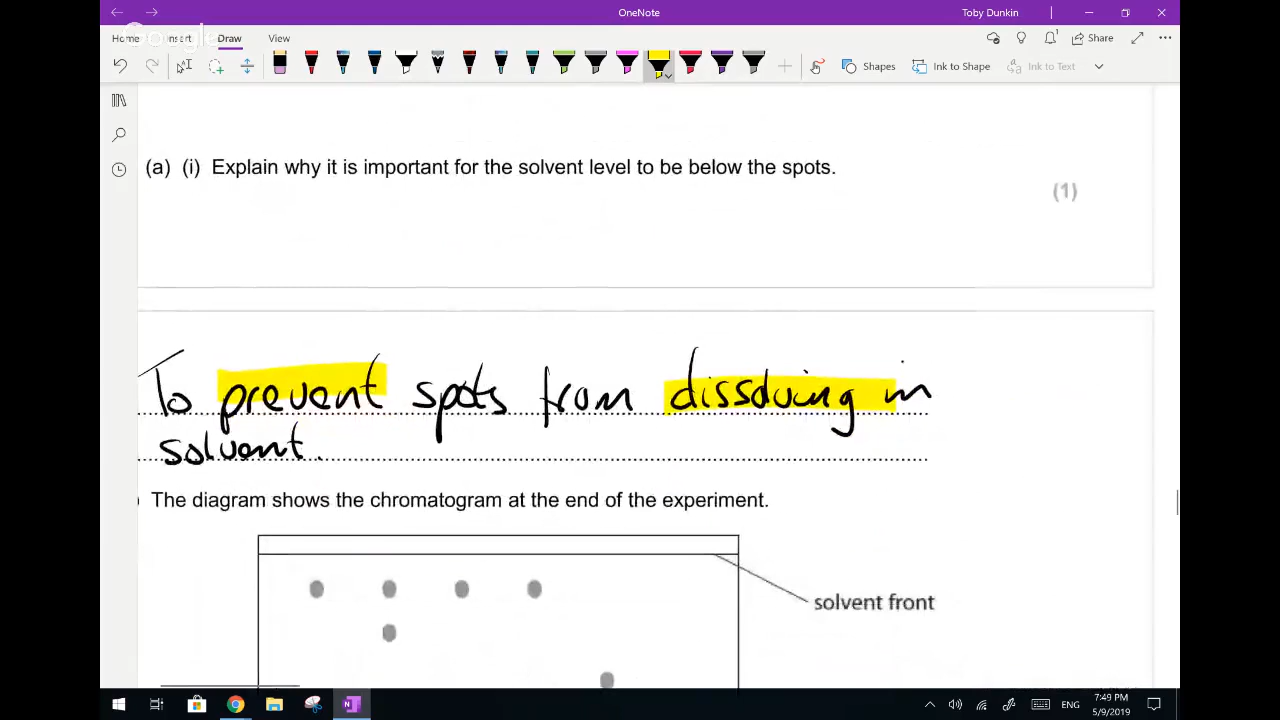 OneNote
Toby Dunkin
Home Insert Draw View
Share
Shapes
Ink to Shape
Ink to Text
Google
(a) (i) Explain why it is important for the solvent level to be below the spots.
(1)
To prevent spots from dissolving in
solvent.
The diagram shows the chromatogram at the end of the experiment.
solvent front
ENG
7:49 PM
5/9/2019